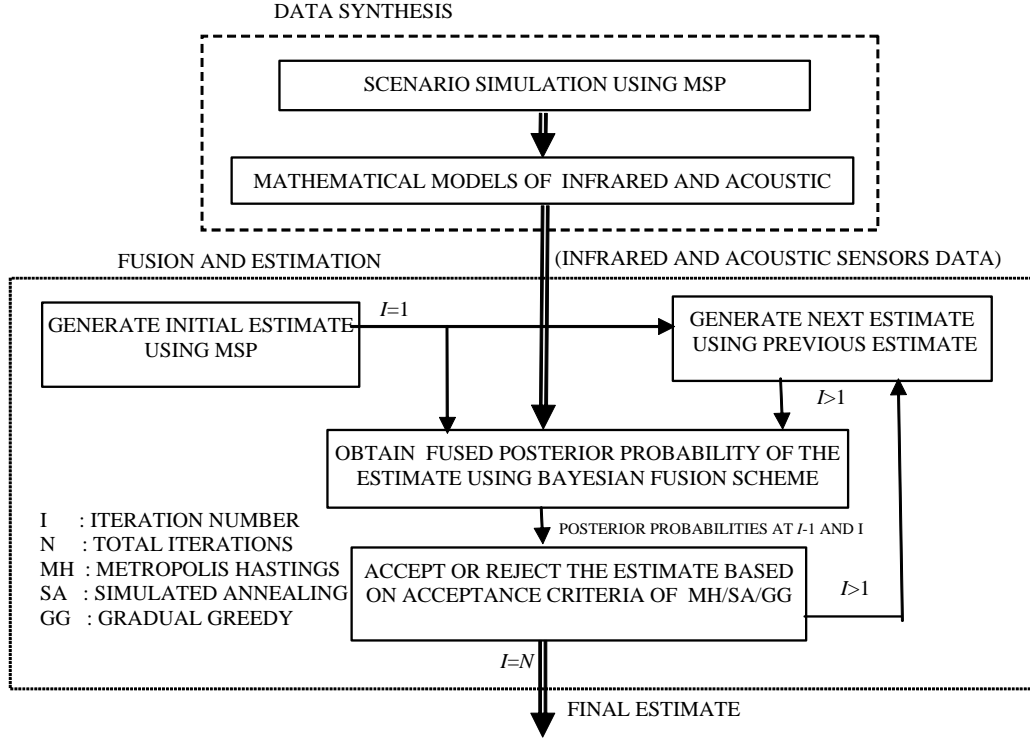 DATA SYNTHESIS
SCENARIO SIMULATION USING MSP
MATHEMATICAL MODELS OF INFRARED AND ACOUSTIC
FUSION AND ESTIMATION
(INFRARED AND ACOUSTIC SENSORS DATA)
GENERATE INITIAL ESTIMATE
USING MSP
I=1
GENERATE NEXT ESTIMATE
USING PREVIOUS ESTIMATE
I>1
OBTAIN FUSED POSTERIOR PROBABILITY OF THE
ESTIMATE USING BAYESIAN FUSION SCHEME
I : ITERATION NUMBER
N : TOTAL ITERATIONS
MH : METROPOLIS HASTINGS
SA : SIMULATED ANNEALING
GG : GRADUAL GREEDY
POSTERIOR PROBABILITIES AT I-1 AND I
ACCEPT OR REJECT THE ESTIMATE BASED
ON ACCEPTANCE CRITERIA OF MH/SA/GG
I>1
I=N
FINAL ESTIMATE